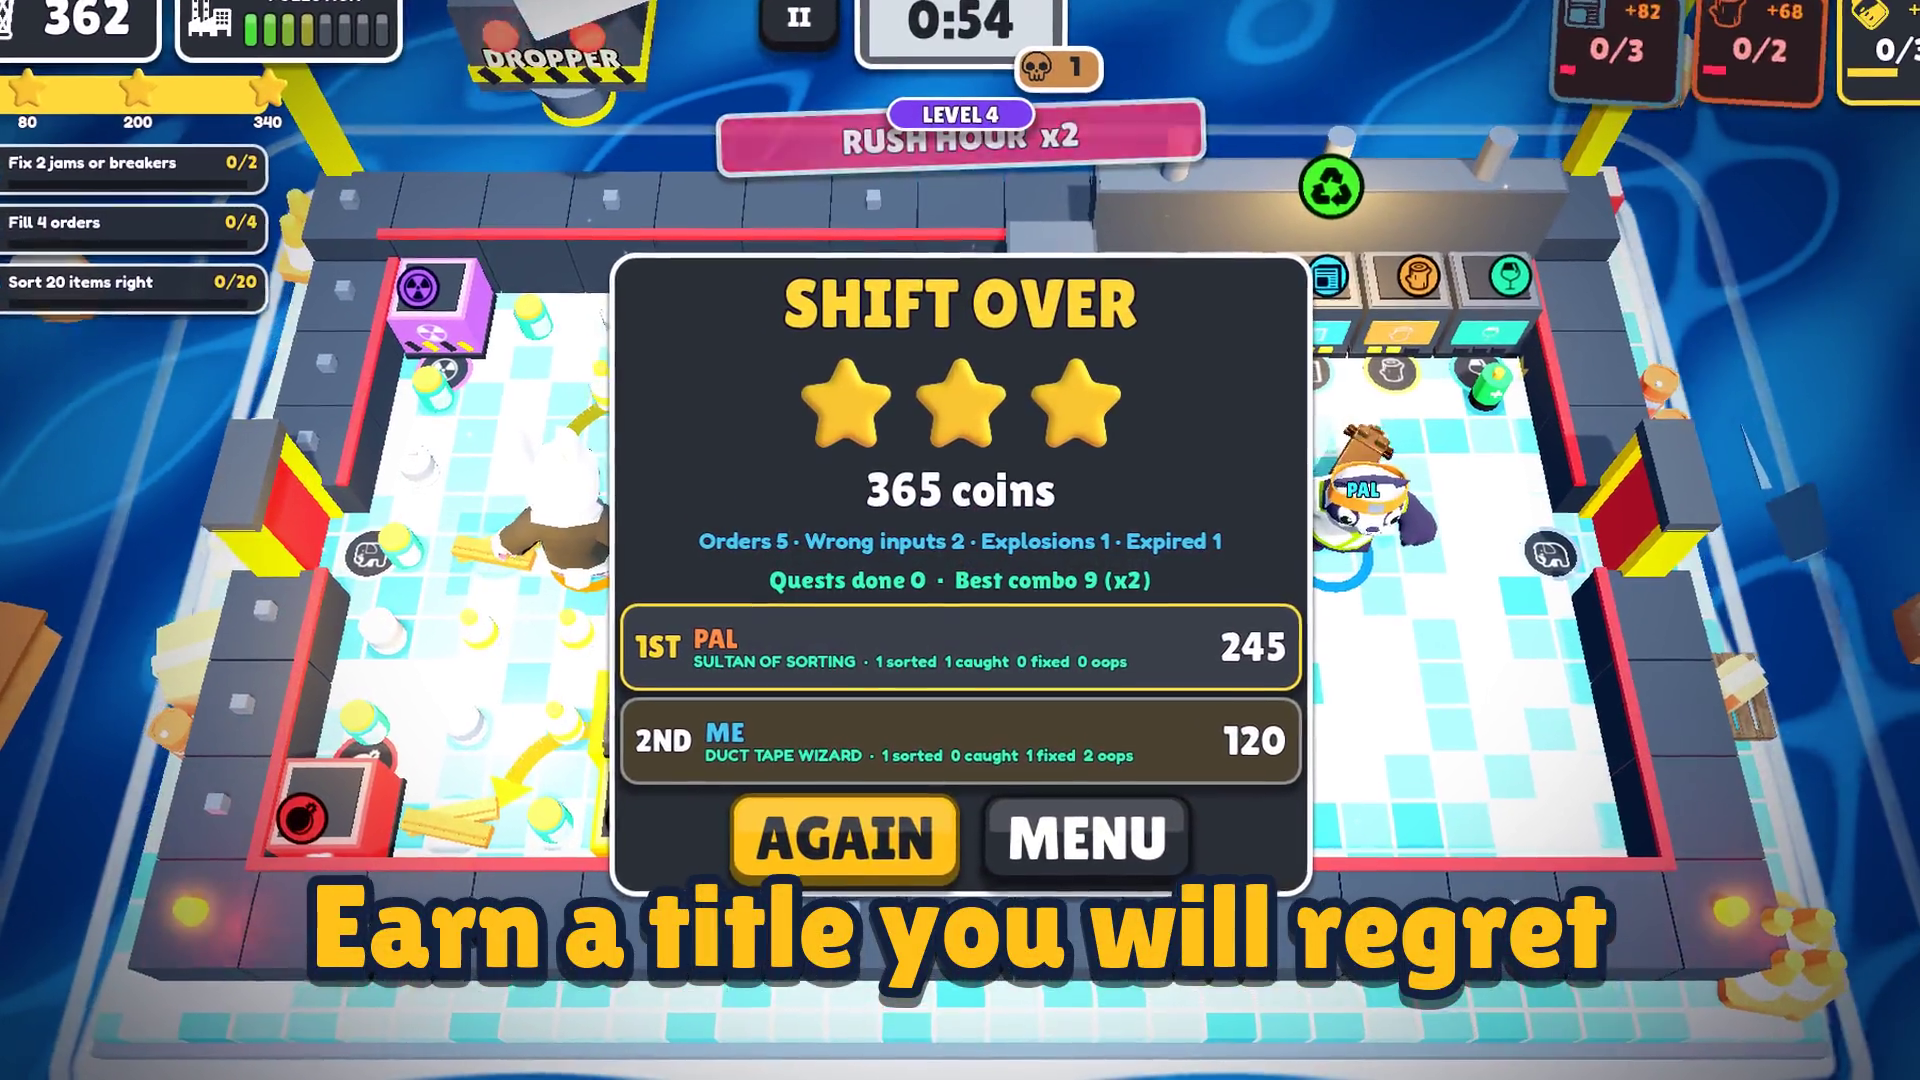 362
DROPPER
II
0:54
1
+82
0/3
+68
0/2
80 200 340
LEVEL 4
RUSH HOUR x2
Fix 2 jams or breakers 0/2
Fill 4 orders 0/4
Sort 20 items right 0/20
SHIFT OVER
365 coins
Orders 5 · Wrong inputs 2 · Explosions 1 · Expired 1
Quests done 0 · Best combo 9 (x2)
1ST PAL 245
SULTAN OF SORTING · 1 sorted 1 caught 0 fixed 0 oops
2ND ME 120
DUCT TAPE WIZARD · 1 sorted 0 caught 1 fixed 2 oops
PAL
AGAIN MENU
Earn a title you will regret